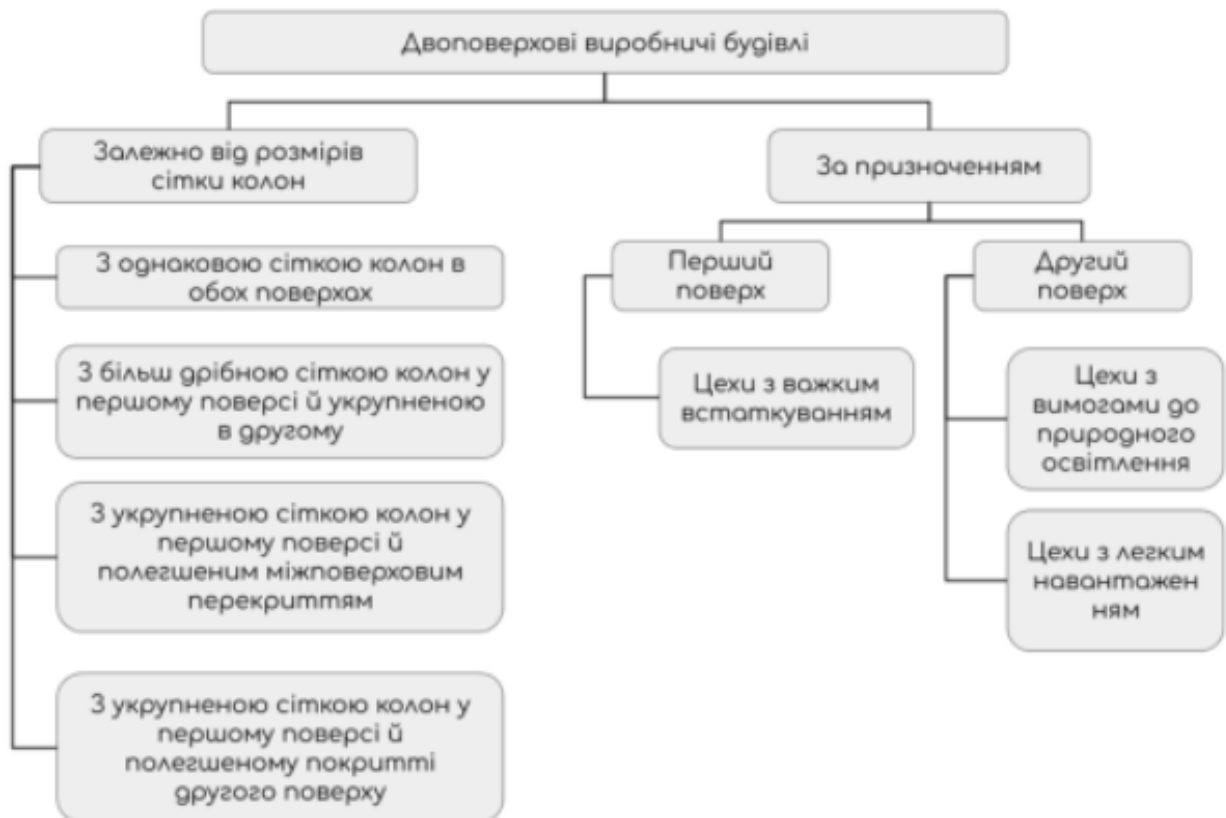 Двоповерхові виробничі будівлі
Залежно від розмірів
сітки колон
З однаковою сіткою колон в
обох поверхах
З більш дрібною сіткою колон у
першому поверсі й укрупненою
в другому
З укрупненою сіткою колон у
першому поверсі й
полегшеним міжповерховим
перекриттям
З укрупненою сіткою колон у
першому поверсі й
полегшеному покритті
другого поверху
За призначенням
Перший
поверх
Цехи з важким
встаткуванням
Другий
поверх
Цехи з
вимогами до
природного
освітлення
Цехи з легким
навантажен
ням